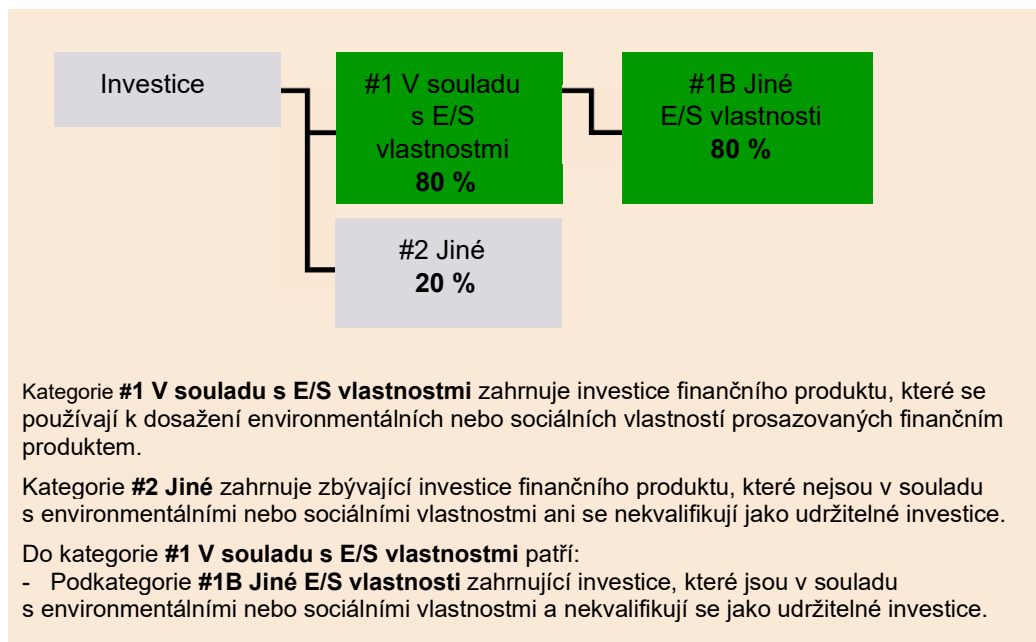 Investice
#1 V souladu
s E/S
vlastnostmi
80 %
#1B Jiné
E/S vlastnosti
80 %
#2 Jiné
20 %
Kategorie #1 V souladu s E/S vlastnostmi zahrnuje investice finančního produktu, které se
používají k dosažení environmentálních nebo sociálních vlastností prosazovaných finančním
produktem.
Kategorie #2 Jiné zahrnuje zbývající investice finančního produktu, které nejsou v souladu
s environmentálními nebo sociálními vlastnostmi ani se nekvalifikují jako udržitelné investice.
Do kategorie #1 V souladu s E/S vlastnostmi patří:
- Podkategorie #1B Jiné E/S vlastnosti zahrnující investice, které jsou v souladu
s environmentálními nebo sociálními vlastnostmi a nekvalifikují se jako udržitelné investice.